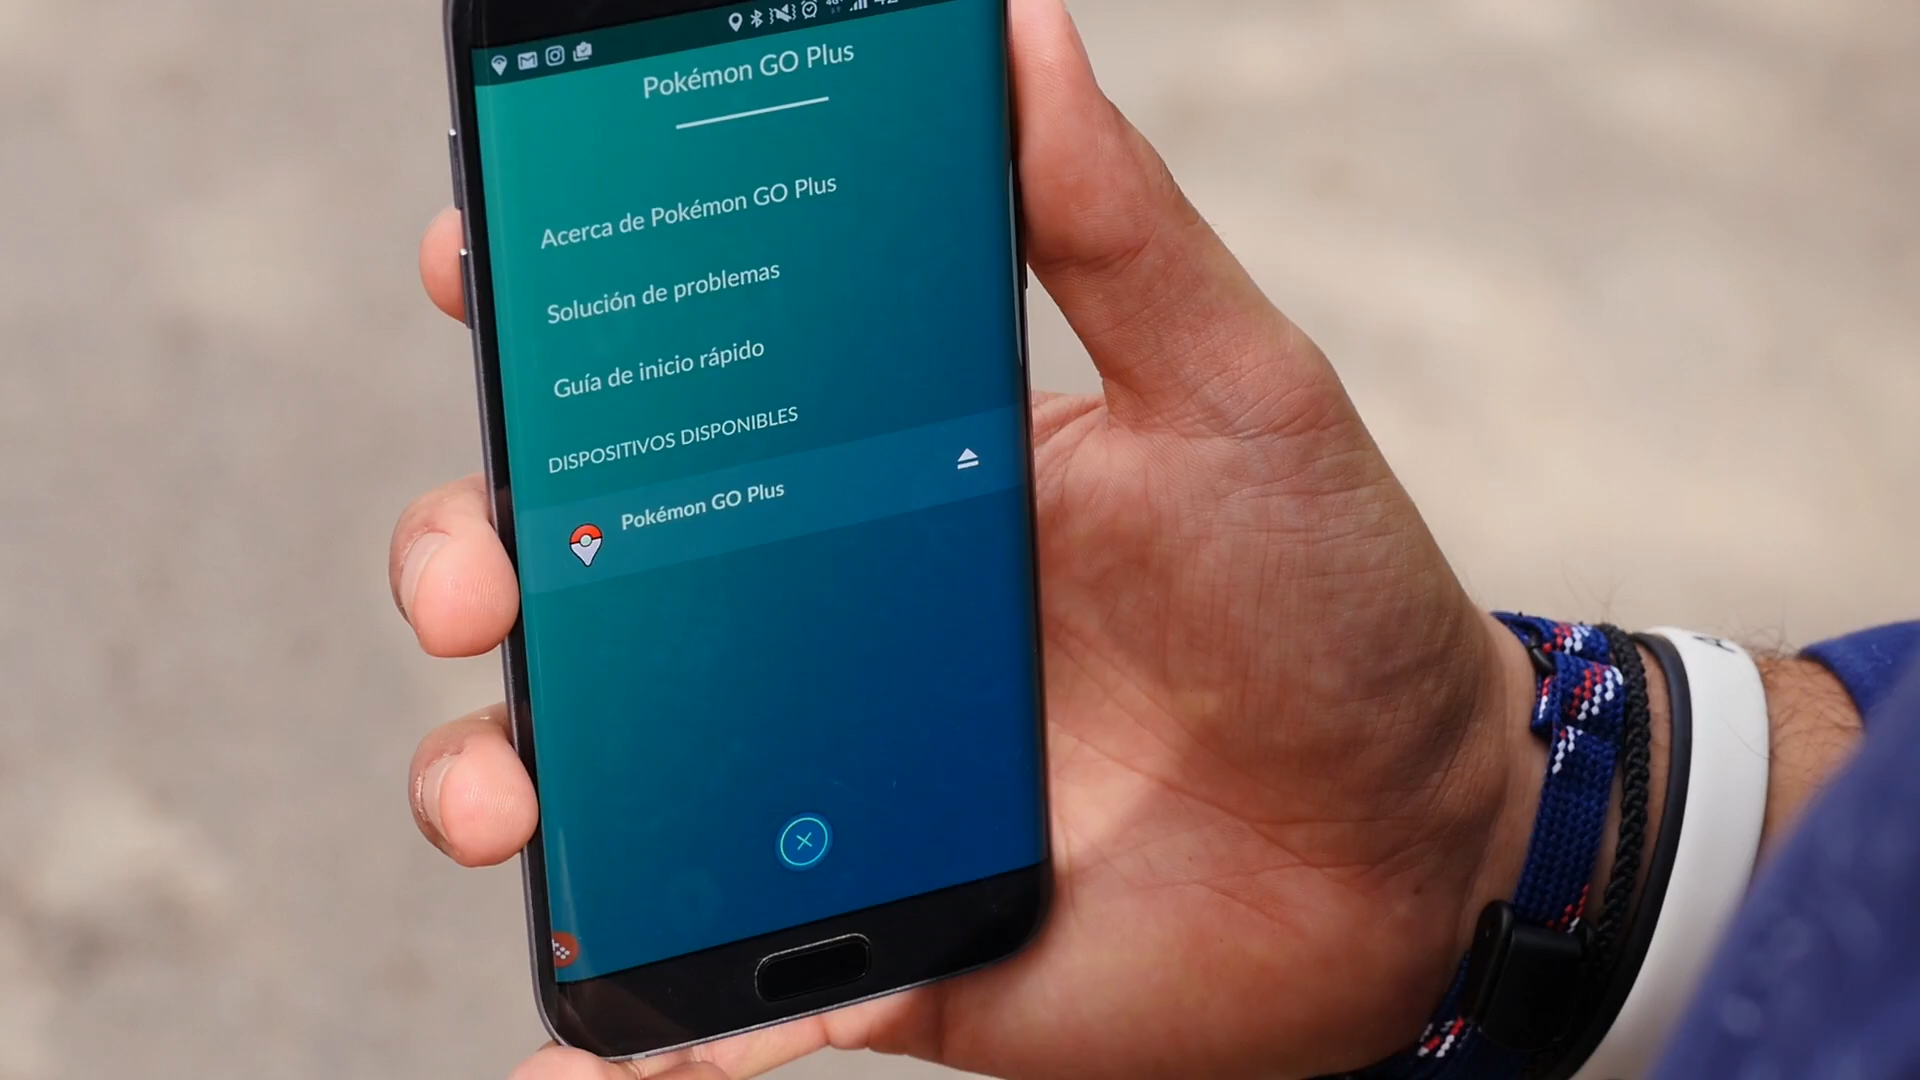 Pokémon GO Plus
Acerca de Pokémon GO Plus
Solución de problemas
Guía de inicio rápido
DISPOSITIVOS DISPONIBLES
Pokémon GO Plus